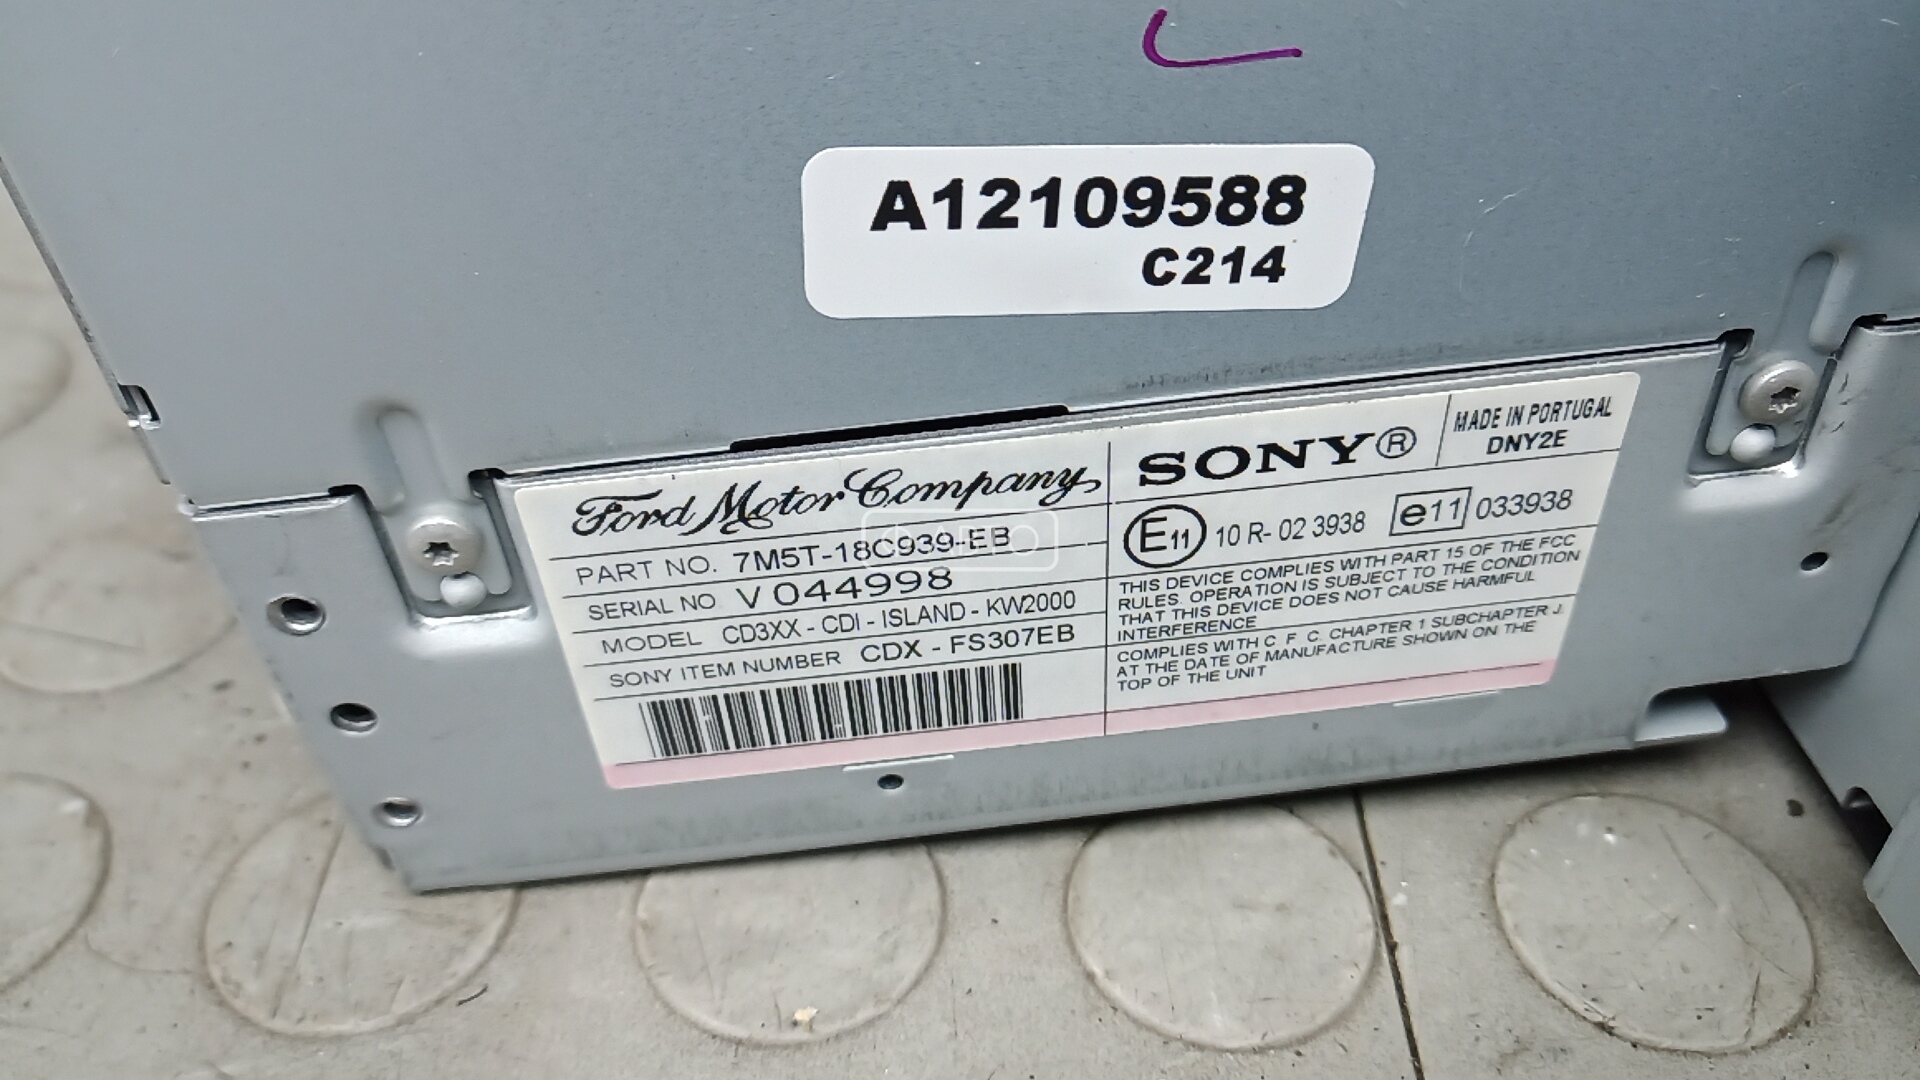 A12109588
C214
Ford Motor Company
PART NO. 7M5T-18C939-EB
SERIAL NO V044998
MODEL CD3XX - CDI - ISLAND - KW2000
SONY ITEM NUMBER CDX - FS307EB
SONY®
MADE IN PORTUGAL
DNY2E
E11 10 R- 02 3938 e11 033938
THIS DEVICE COMPLIES WITH PART 15 OF THE FCC
RULES. OPERATION IS SUBJECT TO THE CONDITION
THAT THIS DEVICE DOES NOT CAUSE HARMFUL
INTERFERENCE
COMPLIES WITH C. F. C. CHAPTER 1 SUBCHAPTER J.
AT THE DATE OF MANUFACTURE SHOWN ON THE
TOP OF THE UNIT